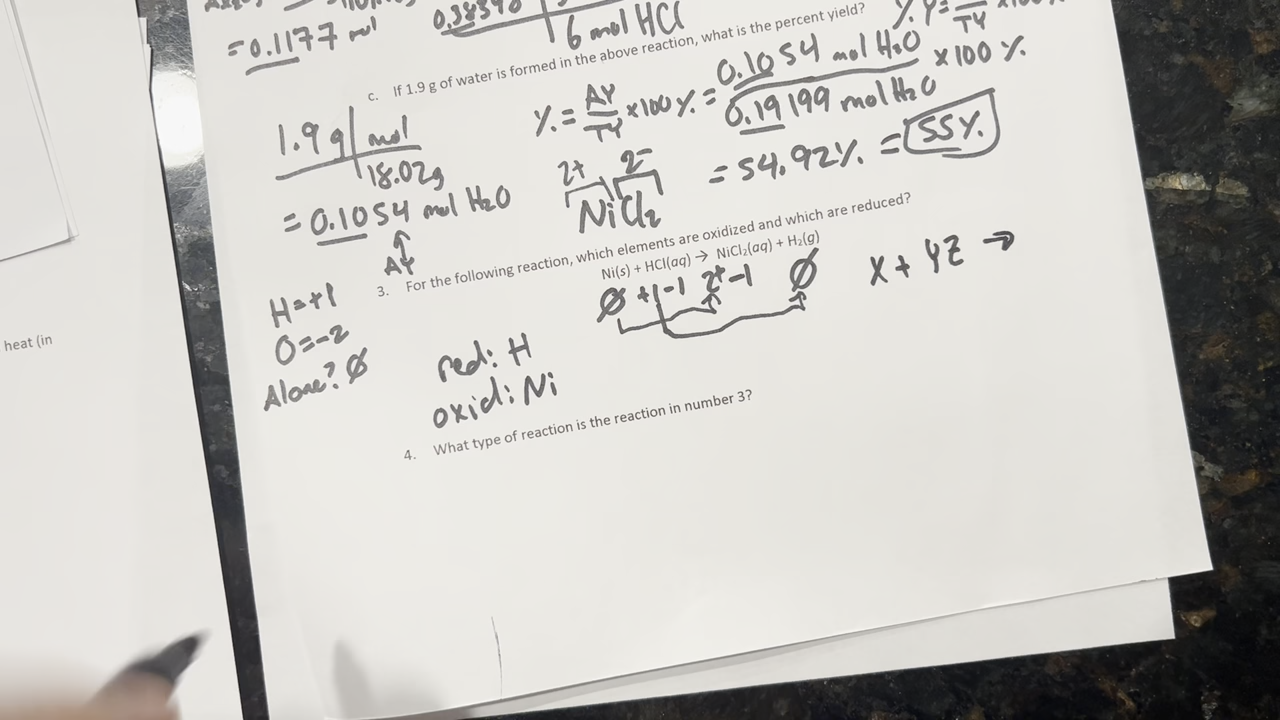 = 0.1177 mol
0.38390
6 mol HCl
% Y = 
TY
x100%
c. If 1.9 g of water is formed in the above reaction, what is the percent yield?
1.9 g | mol
18.02g
= 0.1054 mol H2O
AY
% = AY/TY x100% = 0.1054 mol H2O / 0.19199 mol H2O x100%
= 54.92% = 55%
2+ 2-
NiCl2
3. For the following reaction, which elements are oxidized and which are reduced?
Ni(s) + HCl(aq) → NiCl2(aq) + H2(g)
Ø +1 -1 2+ -1 Ø
X + YZ →
H=+1
O=-2
Alone? Ø
red: H
oxid: Ni
4. What type of reaction is the reaction in number 3?
heat (in